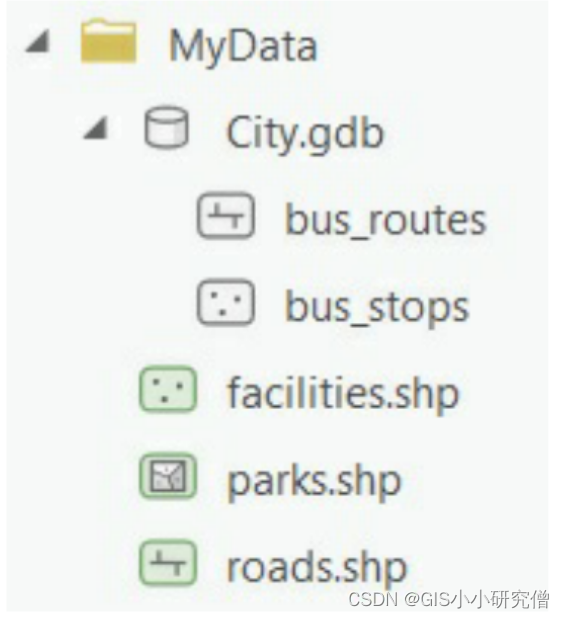 MyData
City.gdb
bus_routes
bus_stops
facilities.shp
parks.shp
roads.shp
CSDN @GIS小小研究僧